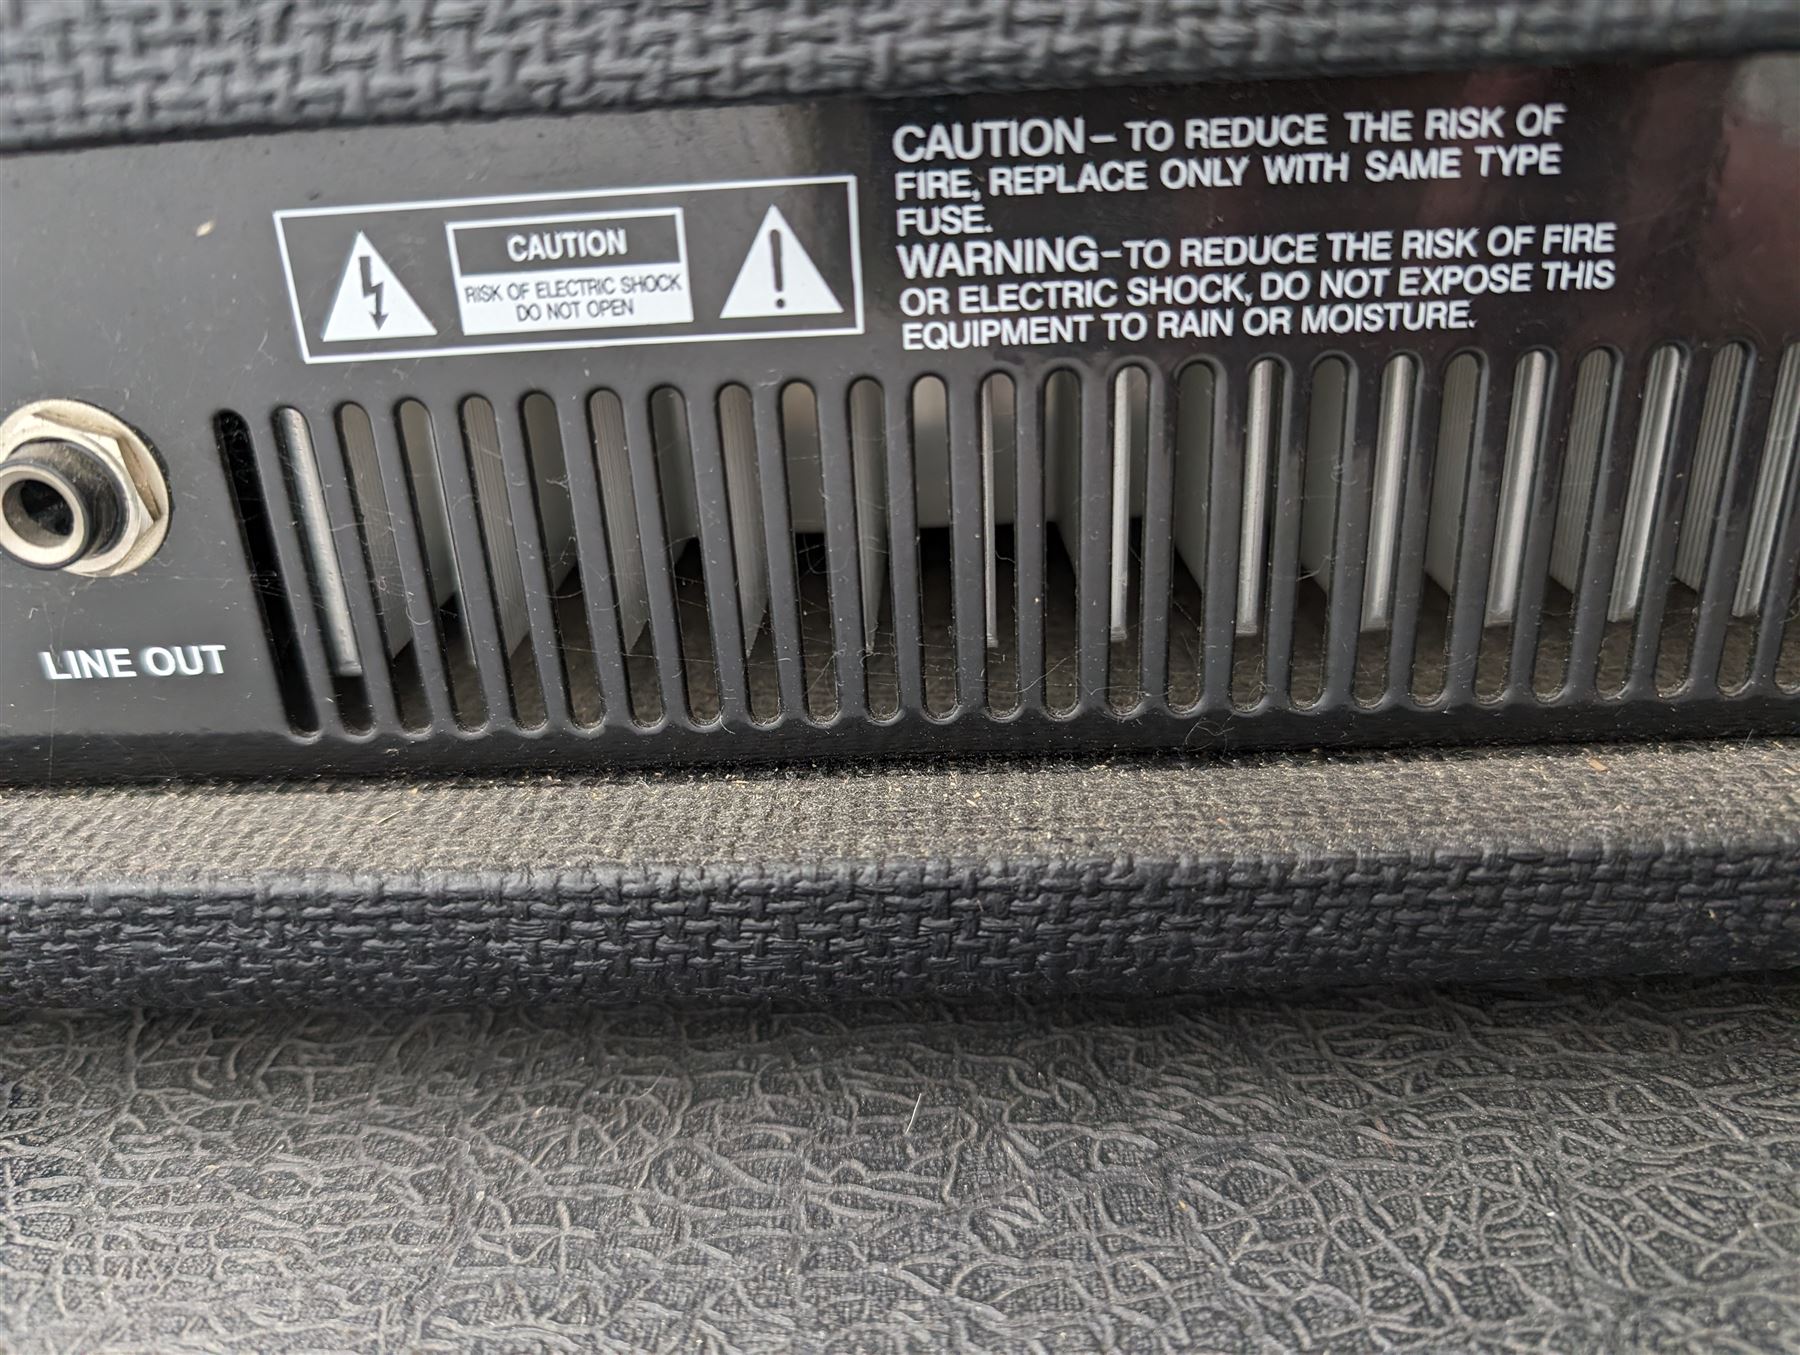 CAUTION
RISK OF ELECTRIC SHOCK
DO NOT OPEN
CAUTION – TO REDUCE THE RISK OF
FIRE, REPLACE ONLY WITH SAME TYPE
FUSE.
WARNING–TO REDUCE THE RISK OF FIRE
OR ELECTRIC SHOCK, DO NOT EXPOSE THIS
EQUIPMENT TO RAIN OR MOISTURE.
LINE OUT